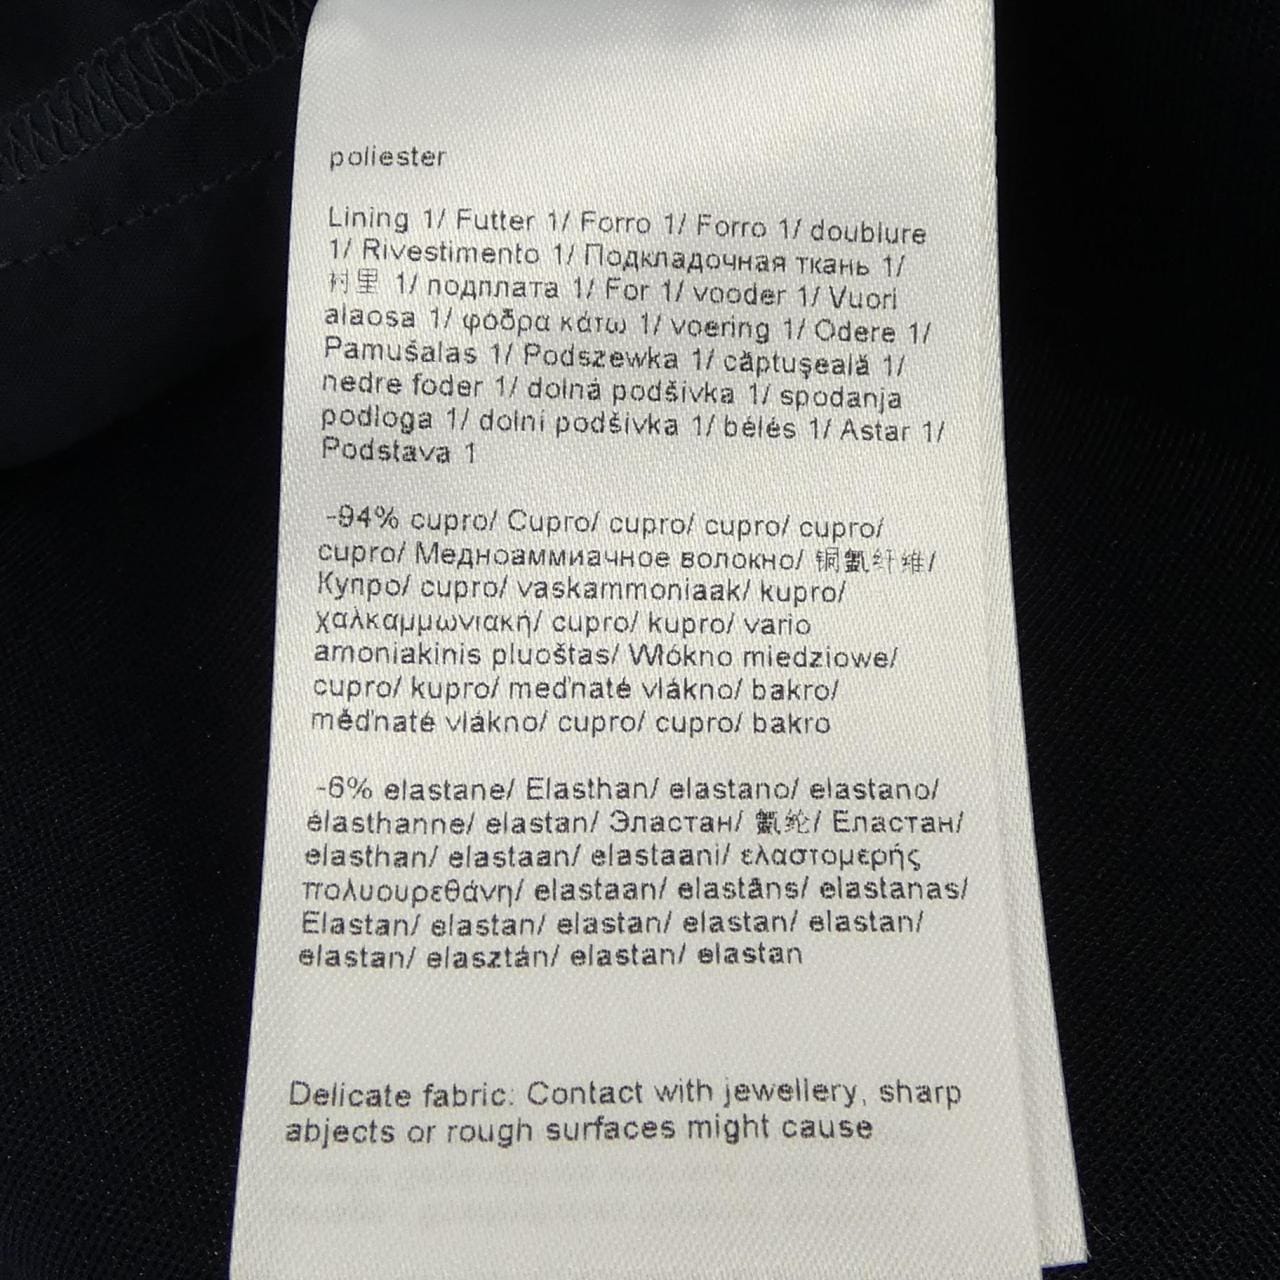 poliester
Lining 1/ Futter 1/ Forro 1/ Forro 1/ doublure
1/ Rivestimento 1/ Подкладочная ткань 1/
衬里 1/ подплата 1/ For 1/ vooder 1/ Vuori
alaosa 1/ φόδρα κάτω 1/ voering 1/ Odere 1/
Pamušalas 1/ Podszewka 1/ căptuşeală 1/
nedre foder 1/ dolná podšívka 1/ spodanja
podloga 1/ dolní podšívka 1/ bélés 1/ Astar 1/
Podstava 1
-94% cupro/ Cupro/ cupro/ cupro/ cupro/
cupro/ Медноаммиачное волокно/ 铜氨纤维/
Купро/ cupro/ vaskammoniaak/ kupro/
χαλκαμμωνιακή/ cupro/ kupro/ vario
amoniakinis pluoštas/ Włókno miedziowe/
cupro/ kupro/ meďnaté vlákno/ bakro/
měďnaté vlákno/ cupro/ cupro/ bakro
-6% elastane/ Elasthan/ elastano/ elastano/
élasthanne/ elastan/ Эластан/ 氨纶/ Еластан/
elasthan/ elastaan/ elastaani/ ελαστομερής
πολυουρεθάνη/ elastaan/ elastāns/ elastanas/
Elastan/ elastan/ elastan/ elastan/ elastan/
elastan/ elasztán/ elastan/ elastan
Delicate fabric: Contact with jewellery, sharp
abjects or rough surfaces might cause